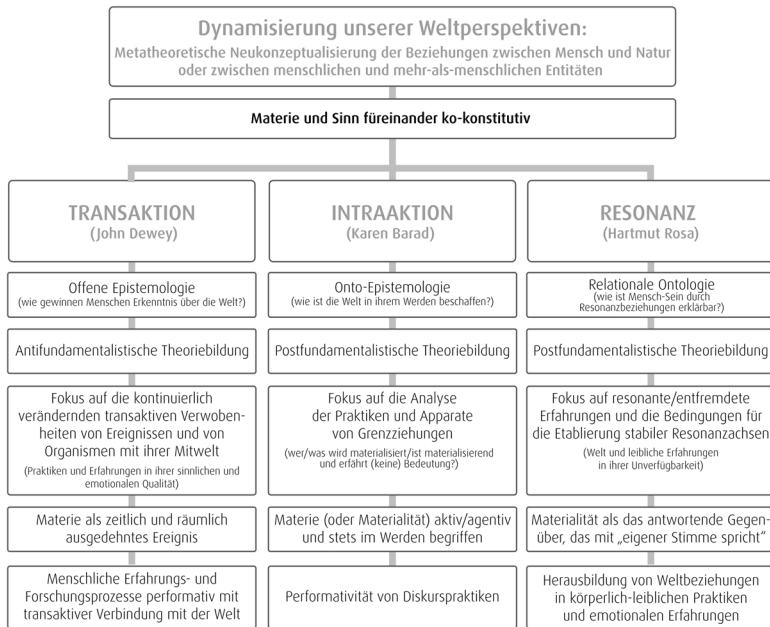 Dynamisierung unserer Weltperspektiven:
Metatheoretische Neukonzeptualisierung der Beziehungen zwischen Mensch und Natur
oder zwischen menschlichen und mehr-als-menschlichen Entitäten
Materie und Sinn füreinander ko-konstitutiv
TRANSAKTION
(John Dewey)
Offene Epistemologie
(wie gewinnen Menschen Erkenntnis über die Welt?)
Antifundamentalistische Theoriebildung
Fokus auf die kontinuierlich
verändernden transaktiven Verwoben-
heiten von Ereignissen und von
Organismen mit ihrer Mitwelt
(Praktiken und Erfahrungen in ihrer sinnlichen und
emotionalen Qualität)
Materie als zeitlich und räumlich
ausgedehntes Ereignis
Menschliche Erfahrungs- und
Forschungsprozesse performativ mit
transaktiver Verbindung mit der Welt
INTRAAKTION
(Karen Barad)
Onto-Epistemologie
(wie ist die Welt in ihrem Werden beschaffen?)
Postfundamentalistische Theoriebildung
Fokus auf die Analyse
der Praktiken und Apparate
von Grenzziehungen
(wer/was wird materialisiert/ist materialisierend
und erfährt (keine) Bedeutung?)
Materie (oder Materialität) aktiv/agentiv
und stets im Werden begriffen
Performativität von Diskurspraktiken
RESONANZ
(Hartmut Rosa)
Relationale Ontologie
(wie ist Mensch-Sein durch
Resonanzbeziehungen erklärbar?)
Postfundamentalistische Theoriebildung
Fokus auf resonante/entfremdete
Erfahrungen und die Bedingungen für
die Etablierung stabiler Resonanzachsen
(Welt und leibliche Erfahrungen
in ihrer Unverfügbarkeit)
Materialität als das antwortende Gegen-
über, das mit „eigener Stimme spricht“
Herausbildung von Weltbeziehungen
in körperlich-leiblichen Praktiken
und emotionalen Erfahrungen